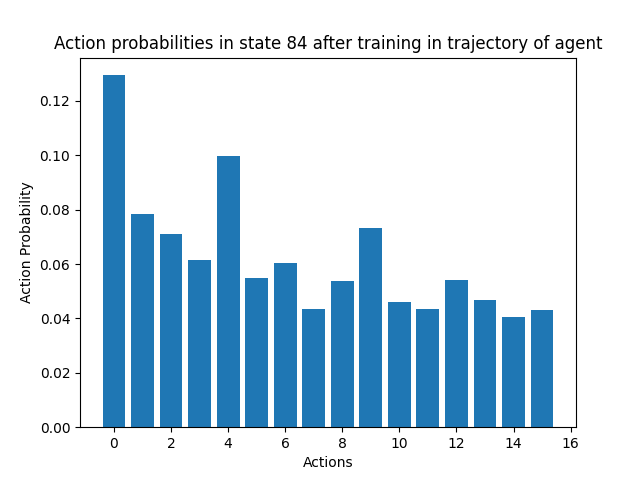 Action probabilities in state 84 after training in trajectory of agent
Action Probability
0.12
0.10
0.08
0.06
0.04
0.02
0.00
0 2 4 6 8 10 12 14 16
Actions